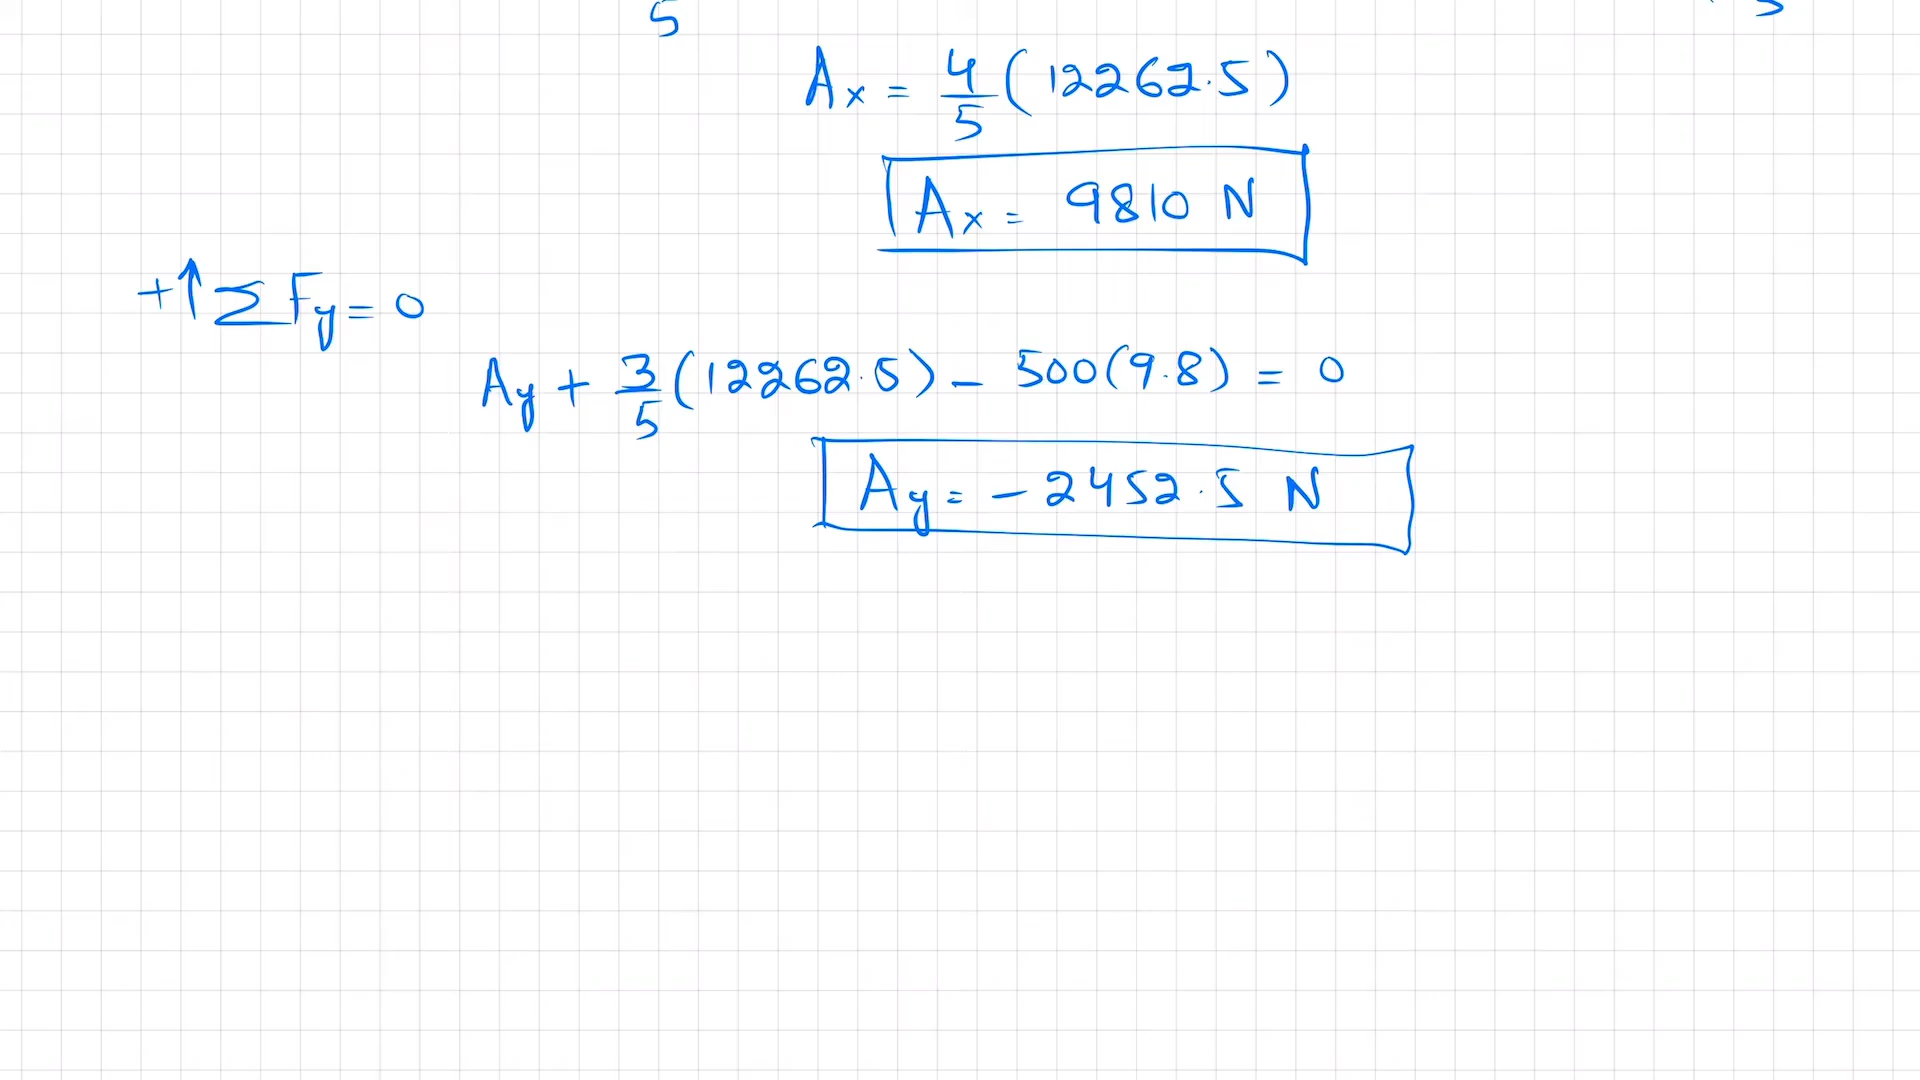 5
Ax = 4/5 (12262.5)
Ax = 9810 N
+↑ ΣFy = 0
Ay + 3/5 (12262.5) - 500(9.8) = 0
Ay = - 2452.5 N